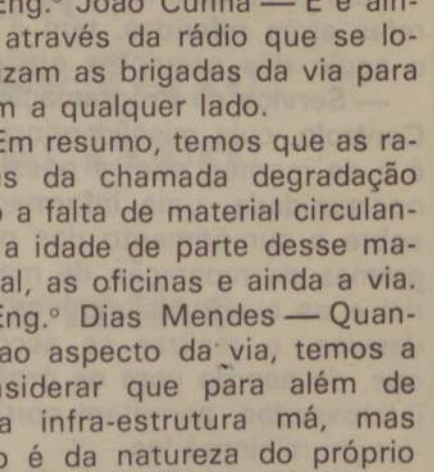 Eng.º João Cunha — E é ain-
através da rádio que se lo-
izam as brigadas da via para
m a qualquer lado.
Em resumo, temos que as ra-
es da chamada degradação
o a falta de material circulan-
a idade de parte desse ma-
al, as oficinas e ainda a via.
Eng.º Dias Mendes — Quan-
ao aspecto da via, temos a
nsiderar que para além de
a infra-estrutura má, mas
o é da natureza do próprio